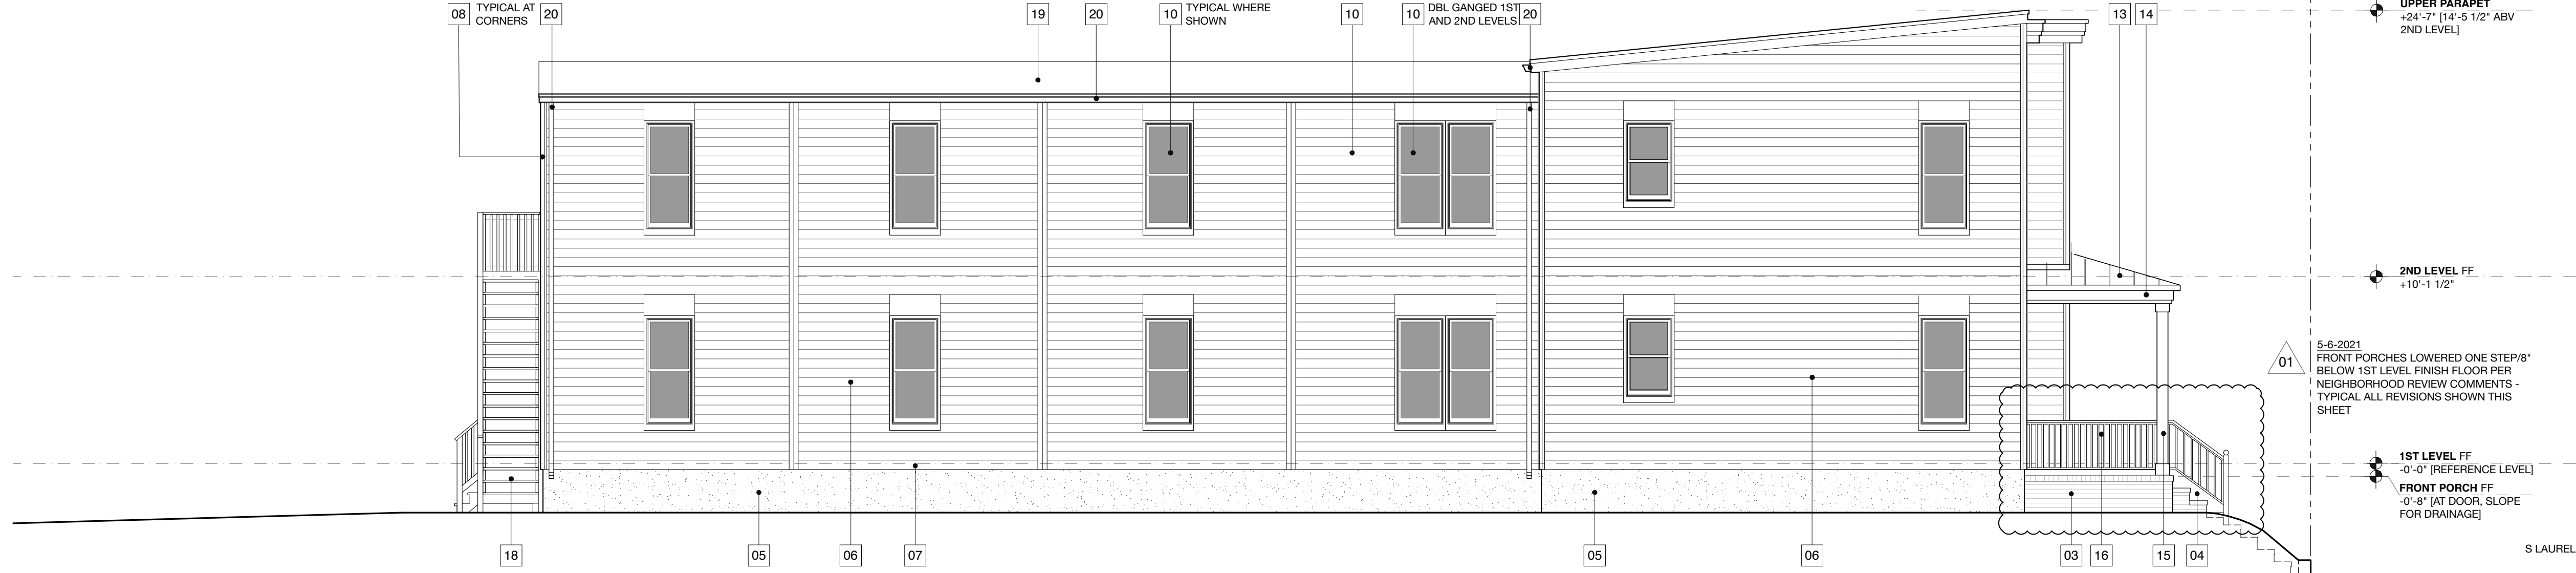 08
TYPICAL AT
CORNERS
20
19
20
10
TYPICAL WHERE
SHOWN
10
10
DBL GANGED 1ST
AND 2ND LEVELS
20
13
14
UPPER PARAPET
+24'-7" [14'-5 1/2" ABV
2ND LEVEL]
2ND LEVEL FF
+10'-1 1/2"
01
5-6-2021
FRONT PORCHES LOWERED ONE STEP/8"
BELOW 1ST LEVEL FINISH FLOOR PER
NEIGHBORHOOD REVIEW COMMENTS -
TYPICAL ALL REVISIONS SHOWN THIS
SHEET
1ST LEVEL FF
-0'-0" [REFERENCE LEVEL]
FRONT PORCH FF
-0'-8" [AT DOOR, SLOPE
FOR DRAINAGE]
18
05
06
07
05
06
03
16
15
04
S LAUREL